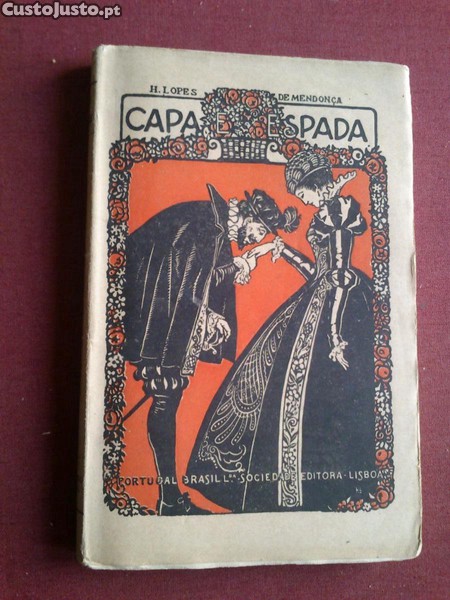 CustoJusto.pt
H. LOPES DE MENDONÇA
CAPA E ESPADA
PORTUGAL BRASIL L.DA SOCIEDADE EDITORA - LISBOA